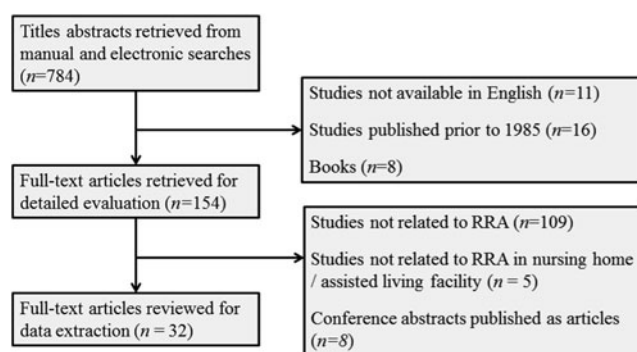 Titles abstracts retrieved from
manual and electronic searches
(n=784)
Studies not available in English (n=11)
Studies published prior to 1985 (n=16)
Books (n=8)
Full-text articles retrieved for
detailed evaluation (n=154)
Studies not related to RRA (n=109)
Studies not related to RRA in nursing home
/ assisted living facility (n = 5)
Conference abstracts published as articles
(n=8)
Full-text articles reviewed for
data extraction (n = 32)